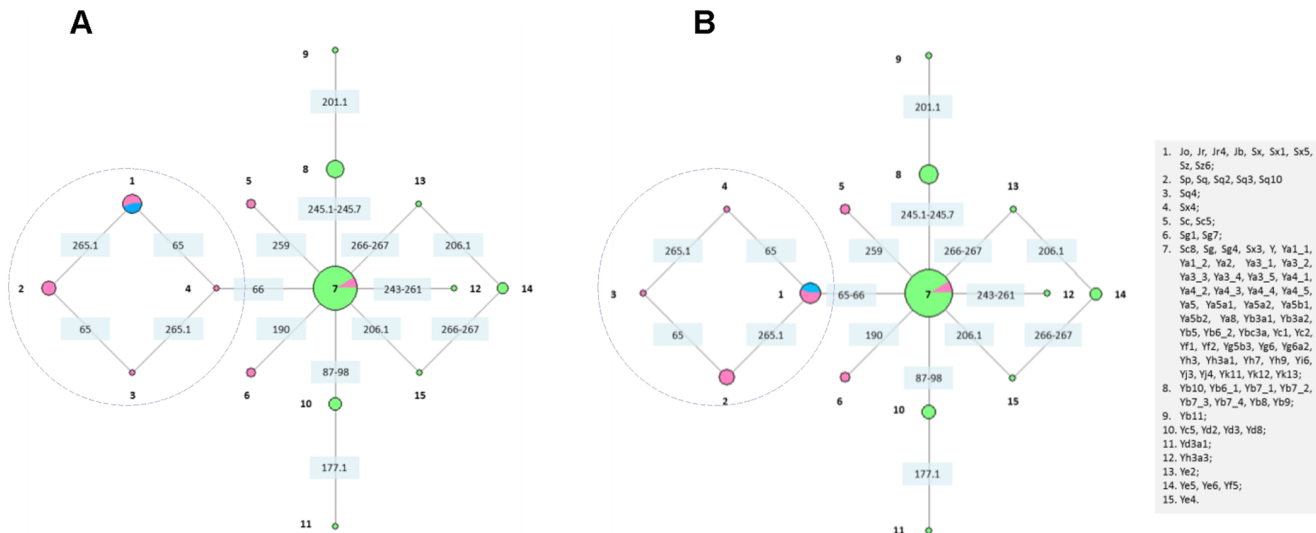 A
B
9
201.1
8
1
5
13
245.1-245.7
265.1
65
259
266-267
206.1
2
4
66
7
243-261
12
14
65
265.1
190
206.1
266-267
87-98
3
6
10
15
177.1
11
9
201.1
8
4
5
13
245.1-245.7
265.1
65
259
266-267
206.1
3
1
65-66
7
243-261
12
14
65
265.1
190
206.1
266-267
87-98
2
6
10
15
177.1
11
1. Jo, Jr, Jr4, Jb, Sx, Sx1, Sx5,
Sz, Sz6;
2. Sp, Sq, Sq2, Sq3, Sq10
3. Sq4;
4. Sx4;
5. Sc, Sc5;
6. Sg1, Sg7;
7. Sc8, Sg, Sg4, Sx3, Y, Ya1_1,
Ya1_2, Ya2, Ya3_1, Ya3_2,
Ya3_3, Ya3_4, Ya3_5, Ya4_1,
Ya4_2, Ya4_3, Ya4_4, Ya4_5,
Ya5, Ya5a1, Ya5a2, Ya5b1,
Ya5b2, Ya8, Yb3a1, Yb3a2,
Yb5, Yb6_2, Ybc3a, Yc1, Yc2,
Yf1, Yf2, Yg5b3, Yg6, Yg6a2,
Yh3, Yh3a1, Yh7, Yh9, Yi6,
Yj3, Yj4, Yk11, Yk12, Yk13;
8. Yb10, Yb6_1, Yb7_1, Yb7_2,
Yb7_3, Yb7_4, Yb8, Yb9;
9. Yb11;
10. Yc5, Yd2, Yd3, Yd8;
11. Yd3a1;
12. Yh3a3;
13. Ye2;
14. Ye5, Ye6, Yf5;
15. Ye4.